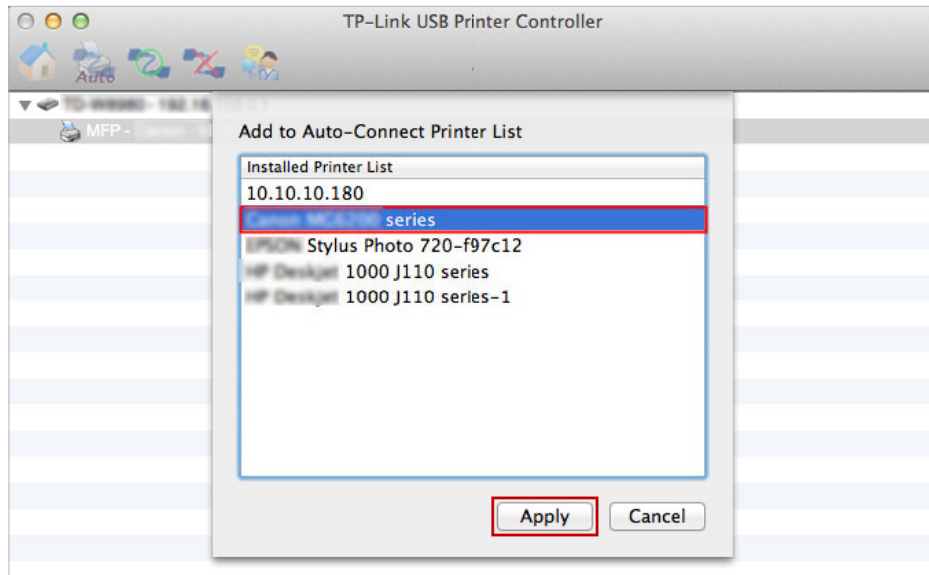 TP-Link USB Printer Controller
Auto
MFP -
Add to Auto-Connect Printer List
Installed Printer List
10.10.10.180
series
Stylus Photo 720-f97c12
1000 J110 series
1000 J110 series-1
Apply
Cancel